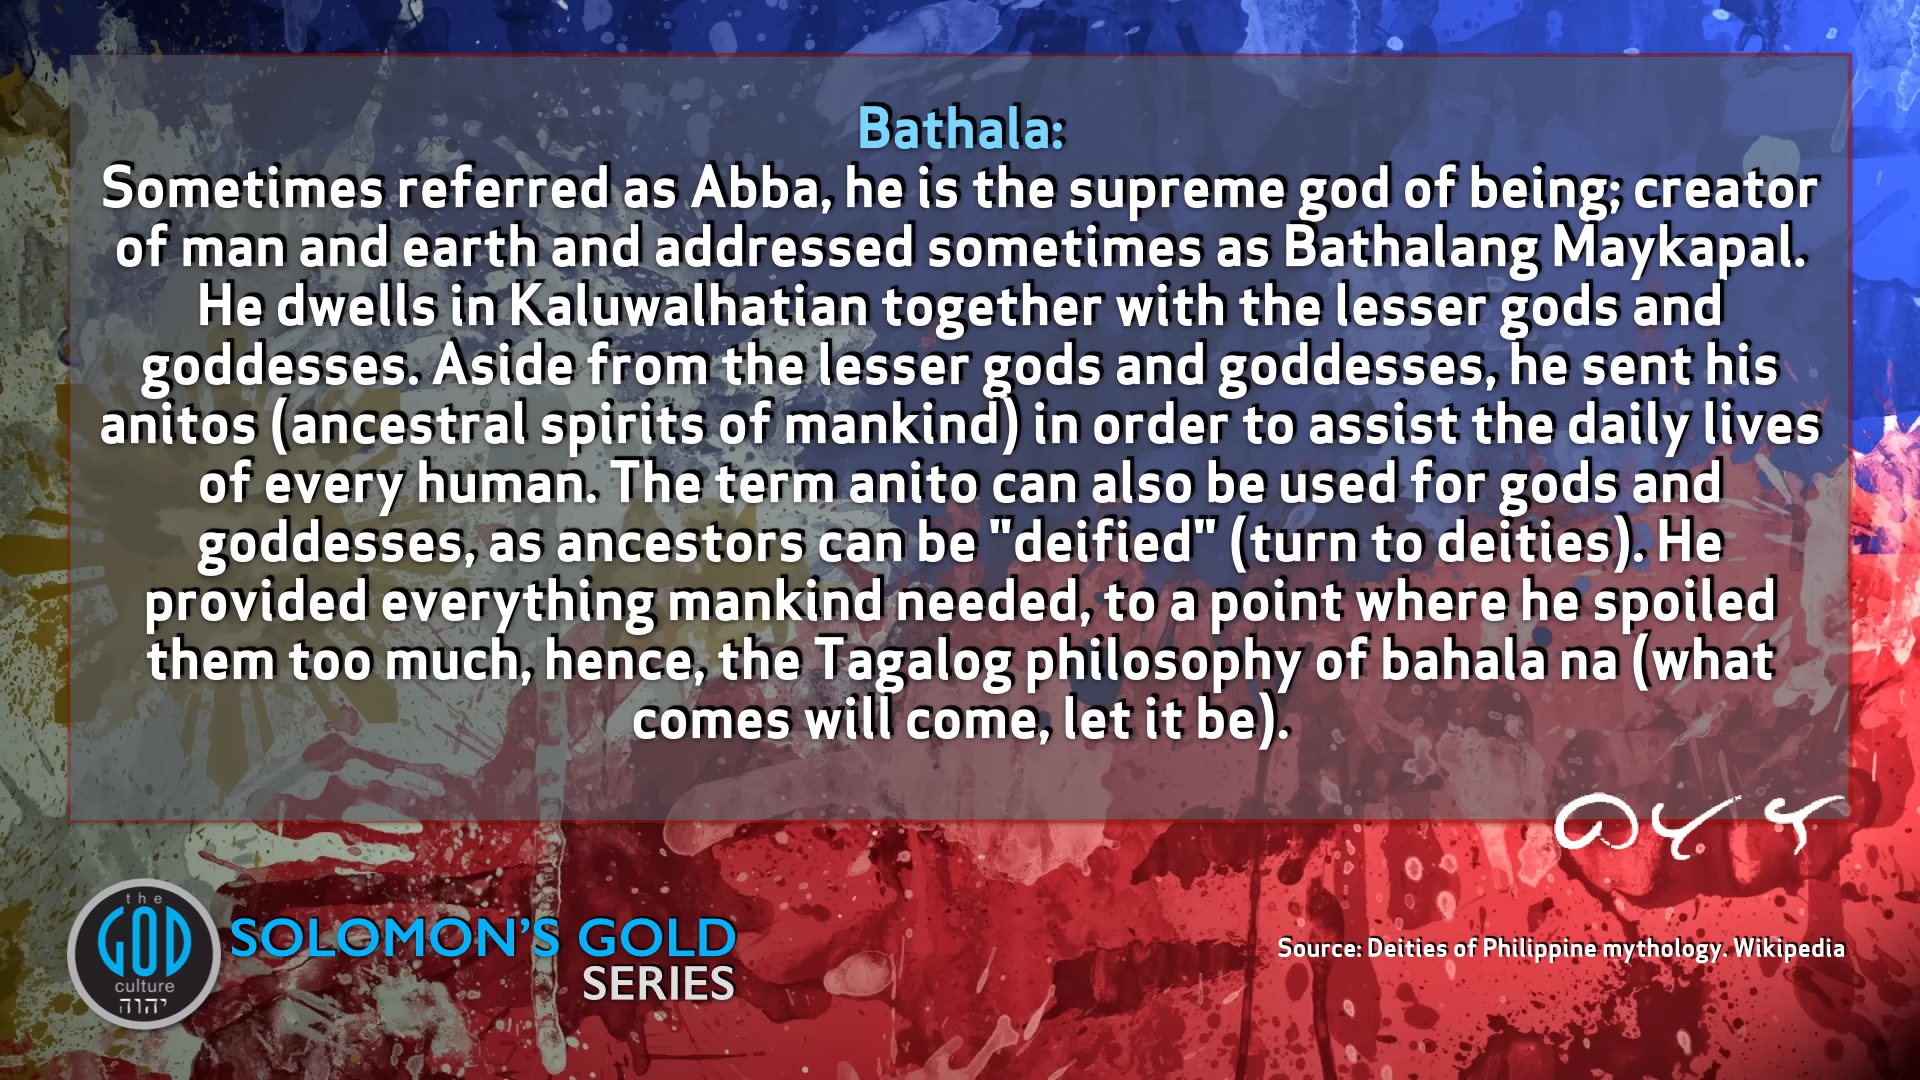 Bathala:
Sometimes referred as Abba, he is the supreme god of being; creator
of man and earth and addressed sometimes as Bathalang Maykapal.
He dwells in Kaluwalhatian together with the lesser gods and
goddesses. Aside from the lesser gods and goddesses, he sent his
anitos (ancestral spirits of mankind) in order to assist the daily lives
of every human. The term anito can also be used for gods and
goddesses, as ancestors can be "deified" (turn to deities). He
provided everything mankind needed, to a point where he spoiled
them too much, hence, the Tagalog philosophy of bahala na (what
comes will come, let it be).
the
GOD
culture
יהוה
SOLOMON'S GOLD
SERIES
Source: Deities of Philippine mythology. Wikipedia